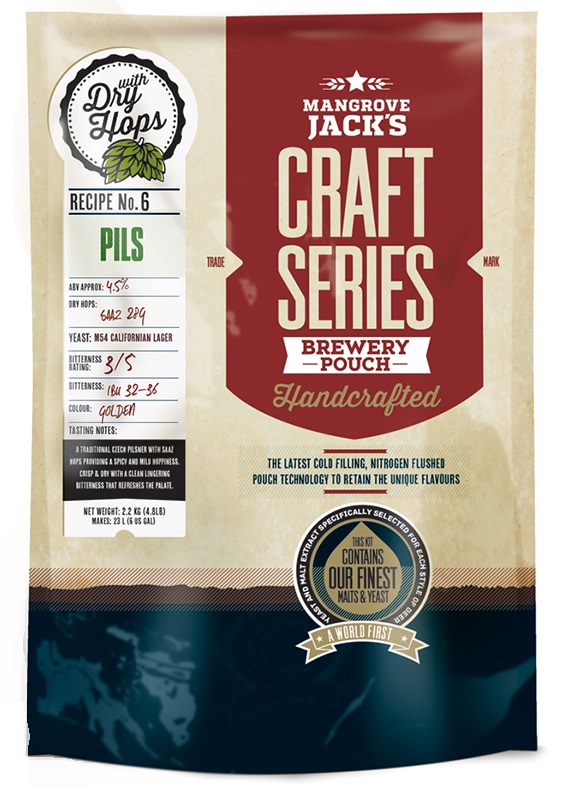 with
Dry
Hops
RECIPE No.6
PILS
ABV APPROX: 4.5%
DRY HOPS:
SAAZ 28g
YEAST: M54 CALIFORNIAN LAGER
BITTERNESS
RATING: 3/5
BITTERNESS: IBU 32-36
COLOUR: GOLDEN
TASTING NOTES:
A TRADITIONAL CZECH PILSNER WITH SAAZ
HOPS PROVIDING A SPICY AND MILD HOPPINESS.
CRISP & DRY WITH A CLEAN LINGERING
BITTERNESS THAT REFRESHES THE PALATE.
NET WEIGHT: 2.2 KG (4.8LB)
MAKES: 23 L (6 US GAL)
MANGROVE
JACK'S
CRAFT
SERIES
TRADE MARK
BREWERY
POUCH
Handcrafted
THE LATEST COLD FILLING, NITROGEN FLUSHED
POUCH TECHNOLOGY TO RETAIN THE UNIQUE FLAVOURS
YEAST AND MALT EXTRACT SPECIFICALLY SELECTED FOR EACH STYLE OF BEER
THIS KIT
CONTAINS
OUR FINEST
MALTS & YEAST
A WORLD FIRST